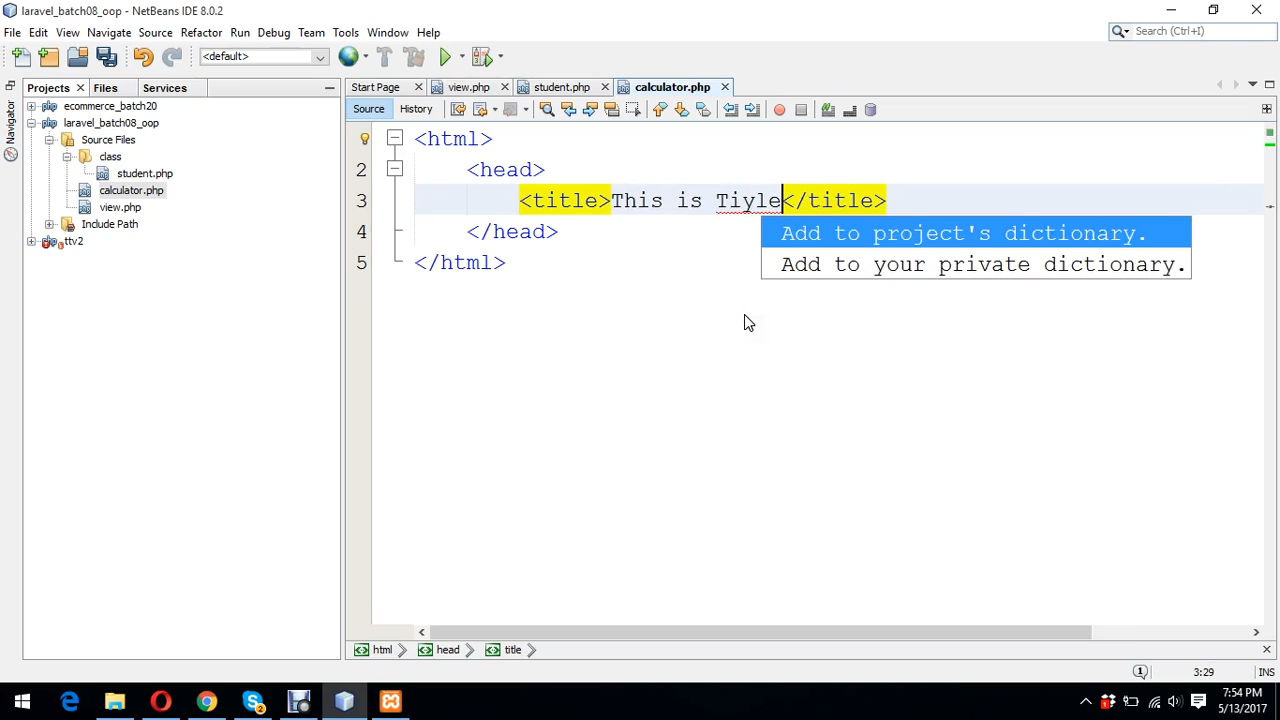 laravel_batch08_oop - NetBeans IDE 8.0.2
File Edit View Navigate Source Refactor Run Debug Team Tools Window Help
Search (Ctrl+I)
<default>
Projects Files Services
Start Page view.php student.php calculator.php
Navigator
Source History
ecommerce_batch20
laravel_batch08_oop
Source Files
class
student.php
calculator.php
view.php
Include Path
ttv2
<html>
2 <head>
3 <title>This is Tiyle</title>
4 </head>
5 </html>
Add to project's dictionary.
Add to your private dictionary.
html head title
3:29 INS
7:54 PM
5/13/2017